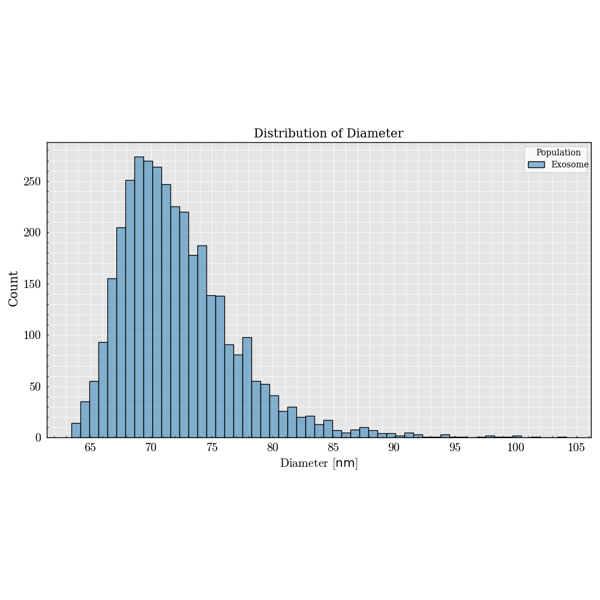 Distribution of Diameter
Population
Exosome
Count
250
200
150
100
50
0
65 70 75 80 85 90 95 100 105
Diameter [nm]